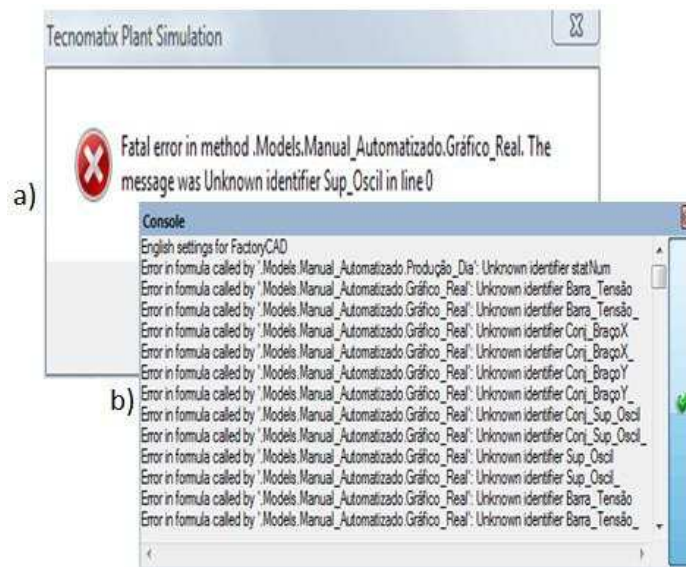 Tecnomatix Plant Simulation
Fatal error in method .Models.Manual_Automatizado.Gráfico_Real. The
message was Unknown identifier Sup_Oscil in line 0
a)
Console
English settings for FactoryCAD
Error in formula called by '.Models.Manual_Automatizado.Produção_Dia': Unknown identifier statNum
Error in formula called by '.Models.Manual_Automatizado.Gráfico_Real': Unknown identifier Barra_Tensão
Error in formula called by '.Models.Manual_Automatizado.Gráfico_Real': Unknown identifier Barra_Tensão_
Error in formula called by '.Models.Manual_Automatizado.Gráfico_Real': Unknown identifier Conj_BraçoX
Error in formula called by '.Models.Manual_Automatizado.Gráfico_Real': Unknown identifier Conj_BraçoX_
Error in formula called by '.Models.Manual_Automatizado.Gráfico_Real': Unknown identifier Conj_BraçoY
Error in formula called by '.Models.Manual_Automatizado.Gráfico_Real': Unknown identifier Conj_BraçoY_
b)
Error in formula called by '.Models.Manual_Automatizado.Gráfico_Real': Unknown identifier Conj_Sup_Oscil
Error in formula called by '.Models.Manual_Automatizado.Gráfico_Real': Unknown identifier Conj_Sup_Oscil_
Error in formula called by '.Models.Manual_Automatizado.Gráfico_Real': Unknown identifier Sup_Oscil
Error in formula called by '.Models.Manual_Automatizado.Gráfico_Real': Unknown identifier Sup_Oscil_
Error in formula called by '.Models.Manual_Automatizado.Gráfico_Real': Unknown identifier Barra_Tensão
Error in formula called by '.Models.Manual_Automatizado.Gráfico_Real': Unknown identifier Barra_Tensão_